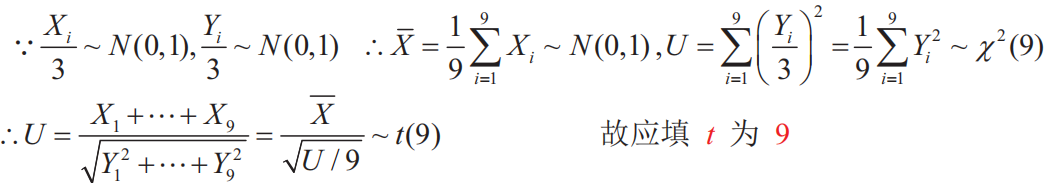 ∵ X_i/3 ~ N(0,1), Y_i/3 ~ N(0,1) ∴ X̄ = 1/9 ∑_{i=1}^{9} X_i ~ N(0,1), U = ∑_{i=1}^{9} (Y_i/3)^2 = 1/9 ∑_{i=1}^{9} Y_i^2 ~ χ^2(9)
∴ U = (X_1 + ⋯ + X_9)/√(Y_1^2 + ⋯ + Y_9^2) = X̄/√(U/9) ~ t(9) 故应填 t 为 9